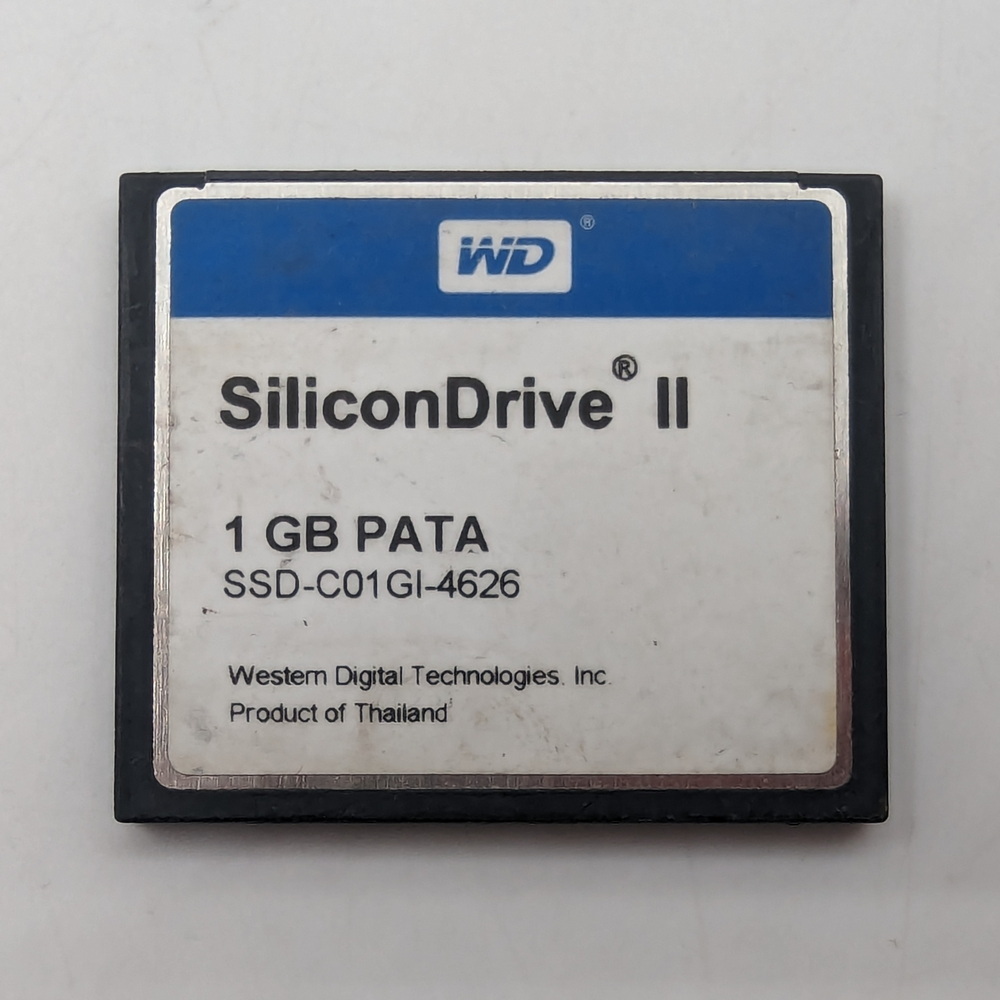 WD®
SiliconDrive® II
1 GB PATA
SSD-C01GI-4626
Western Digital Technologies. Inc.
Product of Thailand